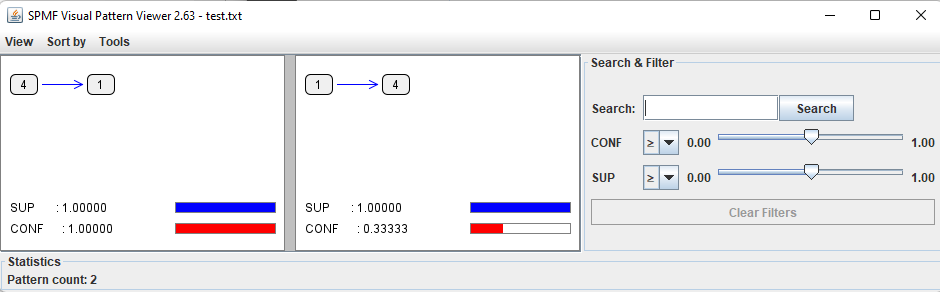 SPMF Visual Pattern Viewer 2.63 - test.txt
View Sort by Tools
4 1
SUP : 1.00000
CONF : 1.00000
1 4
SUP : 1.00000
CONF : 0.33333
Search & Filter
Search: Search
CONF ≥ 0.00 1.00
SUP ≥ 0.00 1.00
Clear Filters
Statistics
Pattern count: 2